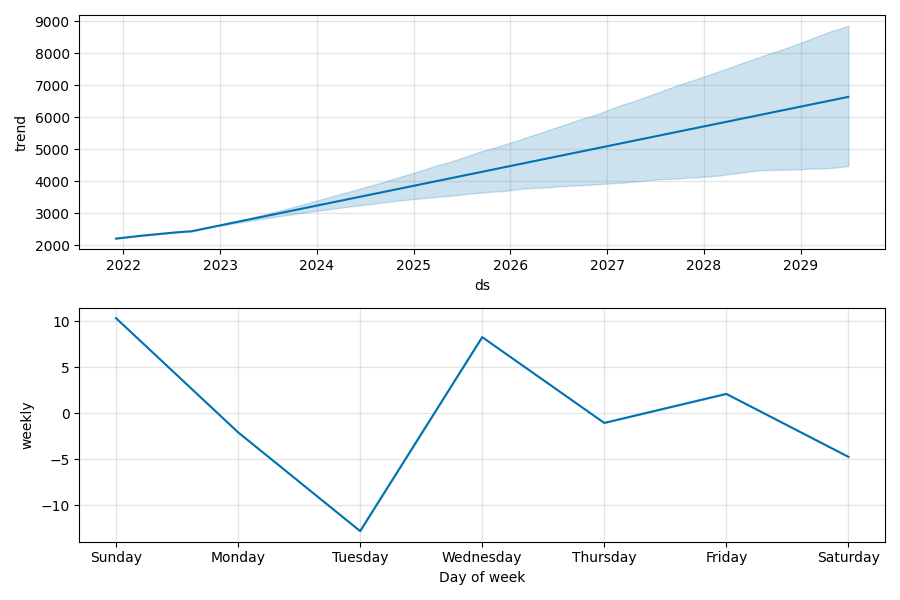 9000
8000
7000
6000
5000
4000
3000
2000
trend
2022 2023 2024 2025 2026 2027 2028 2029
ds
10
5
0
−5
−10
weekly
Sunday Monday Tuesday Wednesday Thursday Friday Saturday
Day of week